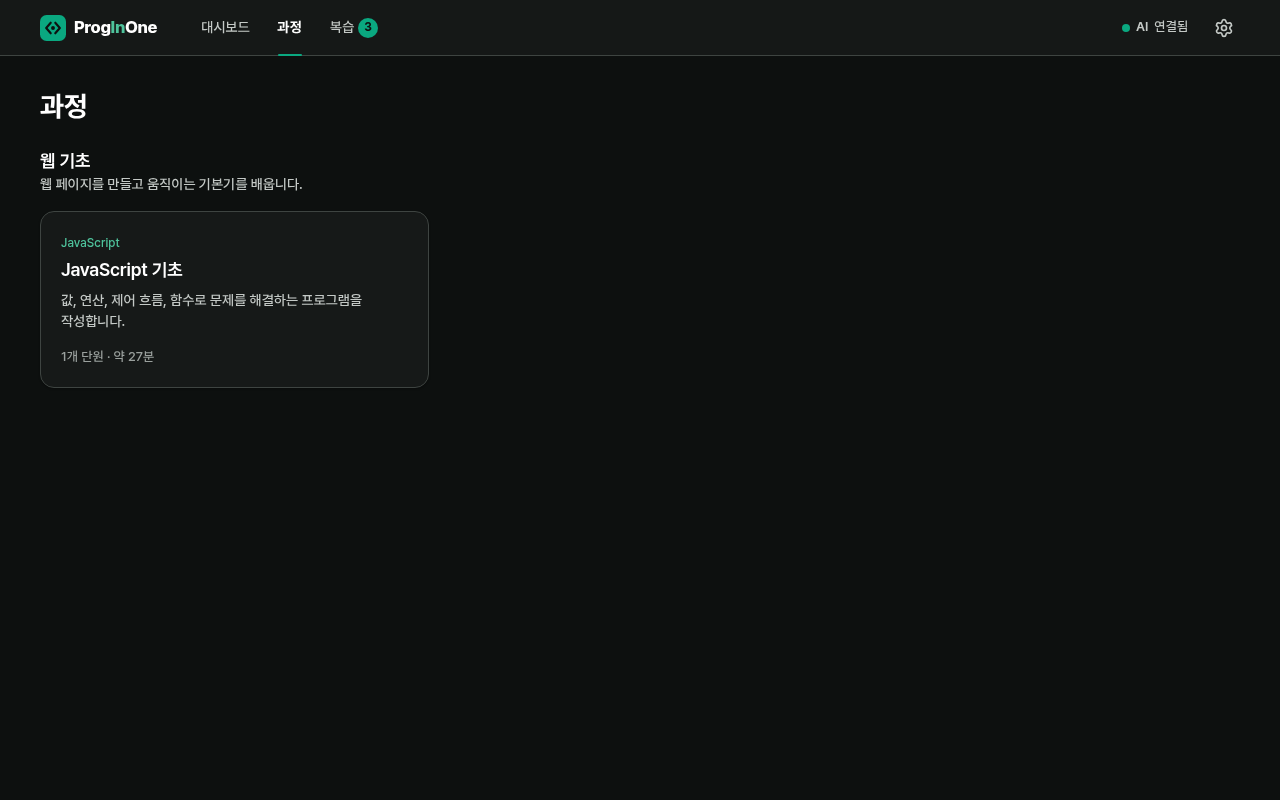 ProgInOne
대시보드
과정
복습 3
AI 연결됨
과정
웹 기초
웹 페이지를 만들고 움직이는 기본기를 배웁니다.
JavaScript
JavaScript 기초
값, 연산, 제어 흐름, 함수로 문제를 해결하는 프로그램을
작성합니다.
1개 단원 · 약 27분